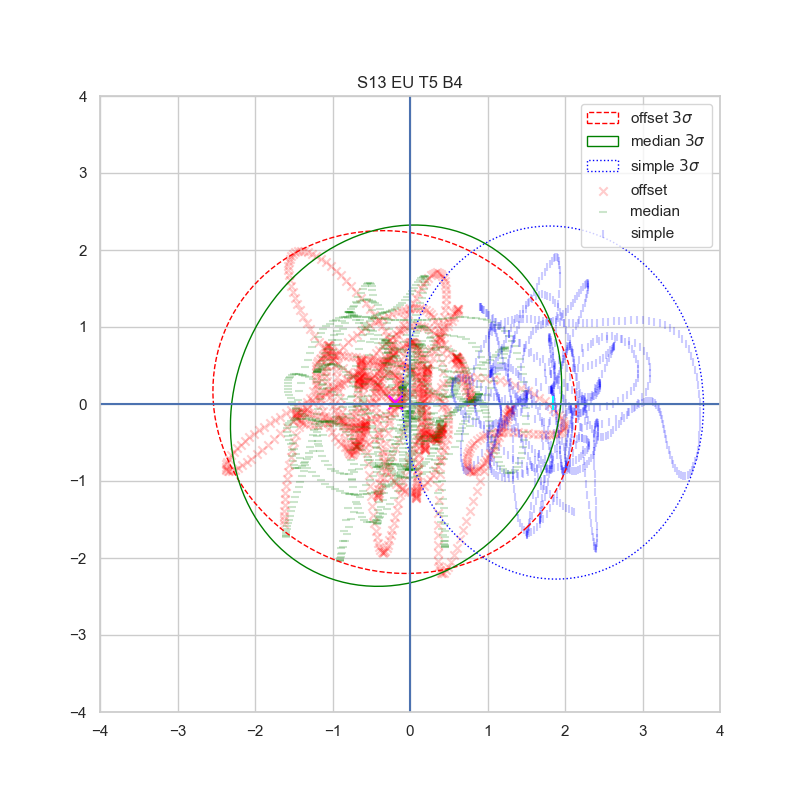 S13 EU T5 B4
4
3
2
1
0
−1
−2
−3
−4
−4
−3
−2
−1
0
1
2
3
4
offset 3σ
median 3σ
simple 3σ
offset
median
simple